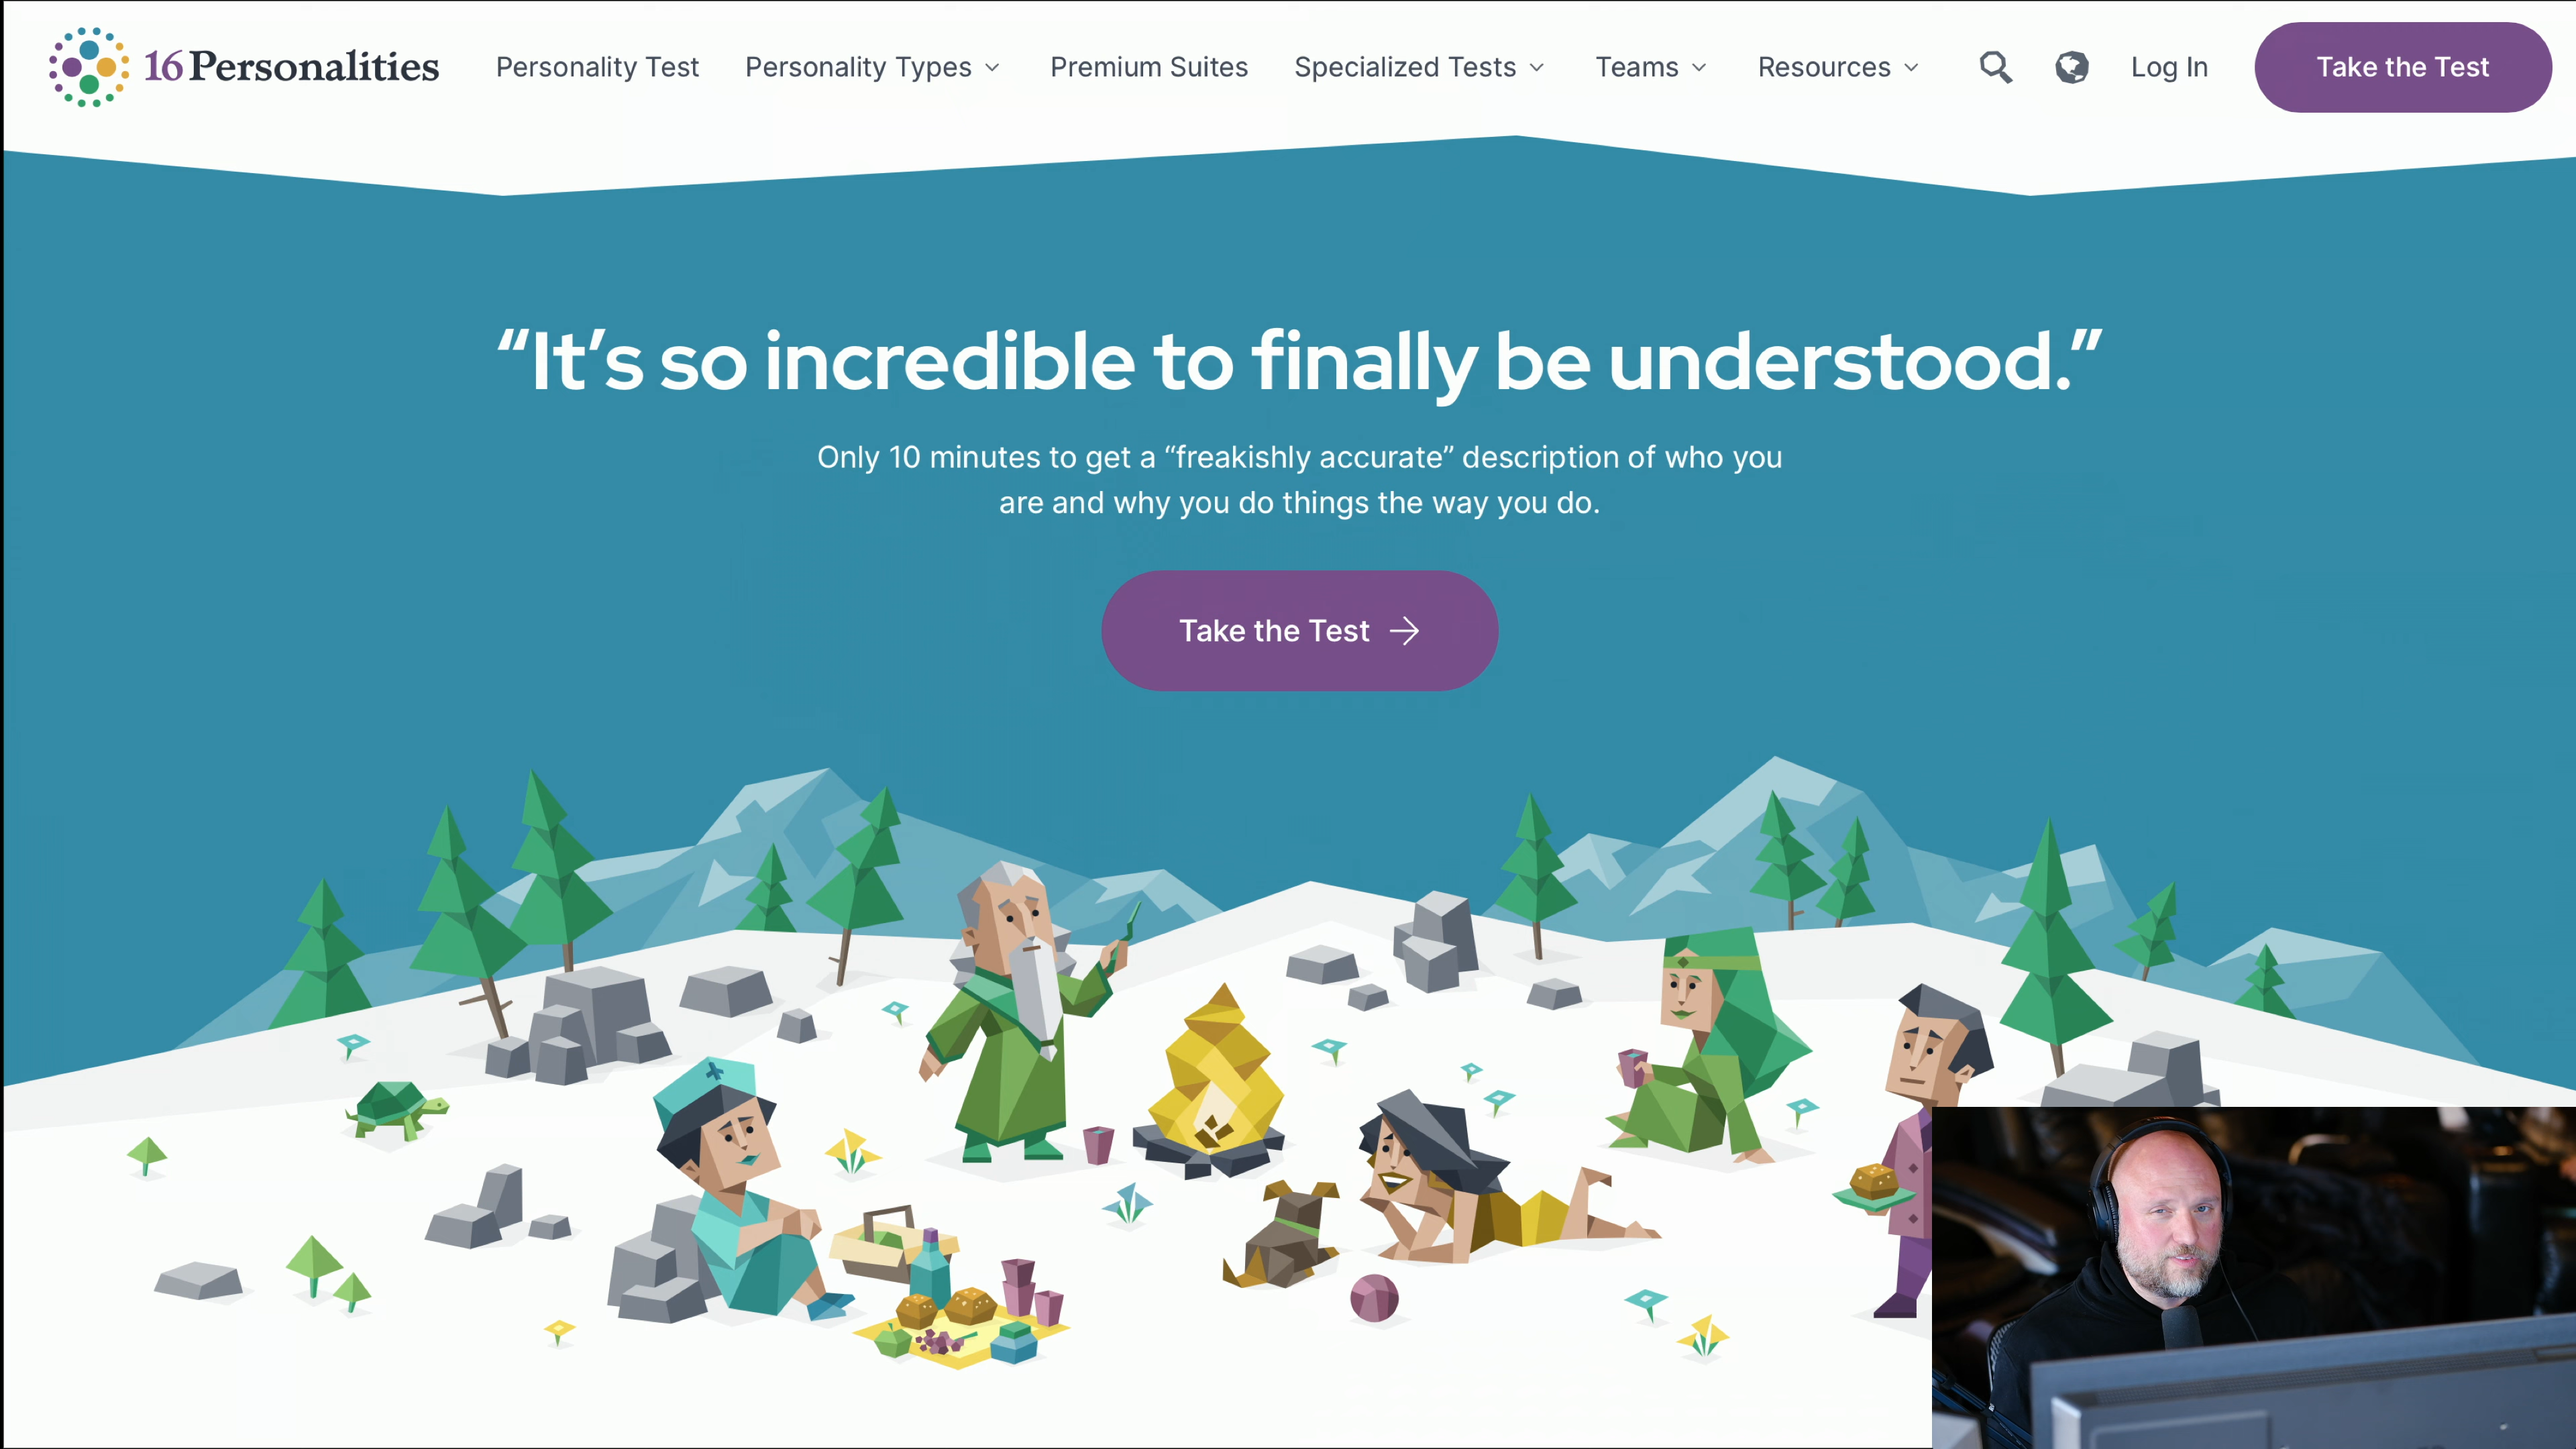 16Personalities
Personality Test
Personality Types
Premium Suites
Specialized Tests
Teams
Resources
Log In
Take the Test
“It’s so incredible to finally be understood.”
Only 10 minutes to get a “freakishly accurate” description of who you
are and why you do things the way you do.
Take the Test →